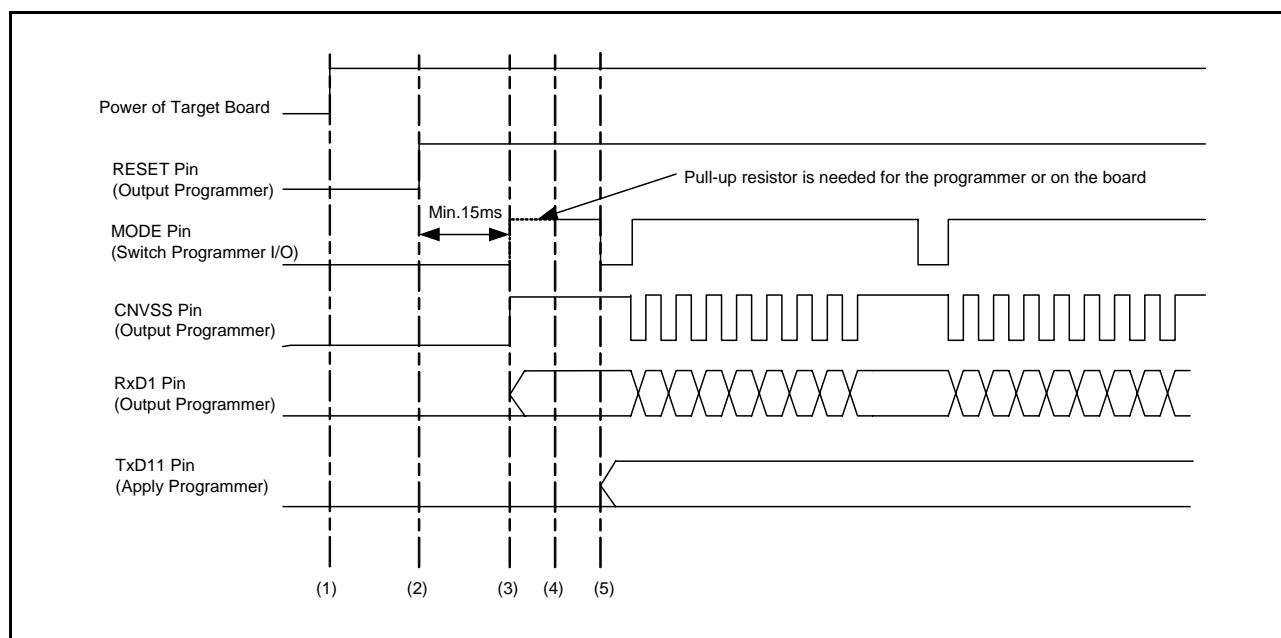 Power of Target Board
RESET Pin
(Output Programmer)
Pull-up resistor is needed for the programmer or on the board
Min.15ms
MODE Pin
(Switch Programmer I/O)
CNVSS Pin
(Output Programmer)
RxD1 Pin
(Output Programmer)
TxD11 Pin
(Apply Programmer)
(1) (2) (3) (4) (5)